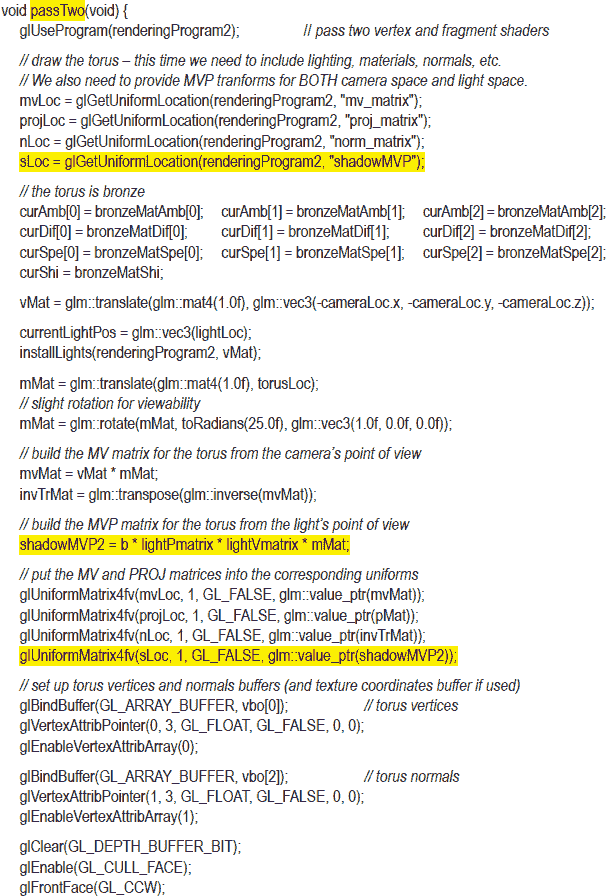 void passTwo(void) {
glUseProgram(renderingProgram2); // pass two vertex and fragment shaders
// draw the torus – this time we need to include lighting, materials, normals, etc.
// We also need to provide MVP tranforms for BOTH camera space and light space.
mvLoc = glGetUniformLocation(renderingProgram2, "mv_matrix");
projLoc = glGetUniformLocation(renderingProgram2, "proj_matrix");
nLoc = glGetUniformLocation(renderingProgram2, "norm_matrix");
sLoc = glGetUniformLocation(renderingProgram2, "shadowMVP");
// the torus is bronze
curAmb[0] = bronzeMatAmb[0]; curAmb[1] = bronzeMatAmb[1]; curAmb[2] = bronzeMatAmb[2];
curDif[0] = bronzeMatDif[0]; curDif[1] = bronzeMatDif[1]; curDif[2] = bronzeMatDif[2];
curSpe[0] = bronzeMatSpe[0]; curSpe[1] = bronzeMatSpe[1]; curSpe[2] = bronzeMatSpe[2];
curShi = bronzeMatShi;
vMat = glm::translate(glm::mat4(1.0f), glm::vec3(-cameraLoc.x, -cameraLoc.y, -cameraLoc.z));
currentLightPos = glm::vec3(lightLoc);
installLights(renderingProgram2, vMat);
mMat = glm::translate(glm::mat4(1.0f), torusLoc);
// slight rotation for viewability
mMat = glm::rotate(mMat, toRadians(25.0f), glm::vec3(1.0f, 0.0f, 0.0f));
// build the MV matrix for the torus from the camera's point of view
mvMat = vMat * mMat;
invTrMat = glm::transpose(glm::inverse(mvMat));
// build the MVP matrix for the torus from the light's point of view
shadowMVP2 = b * lightPmatrix * lightVmatrix * mMat;
// put the MV and PROJ matrices into the corresponding uniforms
glUniformMatrix4fv(mvLoc, 1, GL_FALSE, glm::value_ptr(mvMat));
glUniformMatrix4fv(projLoc, 1, GL_FALSE, glm::value_ptr(pMat));
glUniformMatrix4fv(nLoc, 1, GL_FALSE, glm::value_ptr(invTrMat));
glUniformMatrix4fv(sLoc, 1, GL_FALSE, glm::value_ptr(shadowMVP2));
// set up torus vertices and normals buffers (and texture coordinates buffer if used)
glBindBuffer(GL_ARRAY_BUFFER, vbo[0]); // torus vertices
glVertexAttribPointer(0, 3, GL_FLOAT, GL_FALSE, 0, 0);
glEnableVertexAttribArray(0);
glBindBuffer(GL_ARRAY_BUFFER, vbo[2]); // torus normals
glVertexAttribPointer(1, 3, GL_FLOAT, GL_FALSE, 0, 0);
glEnableVertexAttribArray(1);
glClear(GL_DEPTH_BUFFER_BIT);
glEnable(GL_CULL_FACE);
glFrontFace(GL_CCW);